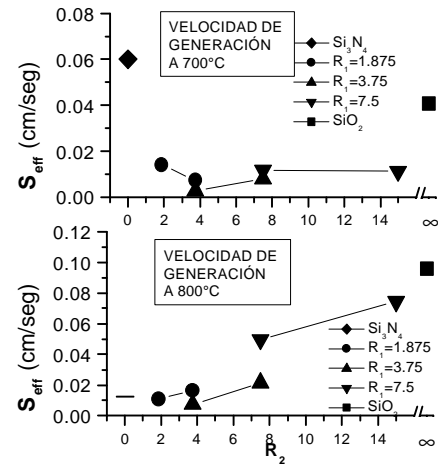 0.08
0.06
0.04
0.02
0.00
S_eff (cm/seg)
VELOCIDAD DE
GENERACIÓN
A 700°C
Si₃N₄
R₁=1.875
R₁=3.75
R₁=7.5
SiO₂
0 2 4 6 8 10 12 14 ∞
0.12
0.10
0.08
0.06
0.04
0.02
0.00
S_eff (cm/seg)
VELOCIDAD DE
GENERACIÓN
A 800°C
Si₃N₄
R₁=1.875
R₁=3.75
R₁=7.5
SiO₂
0 2 4 6 8 10 12 14 ∞
R₂